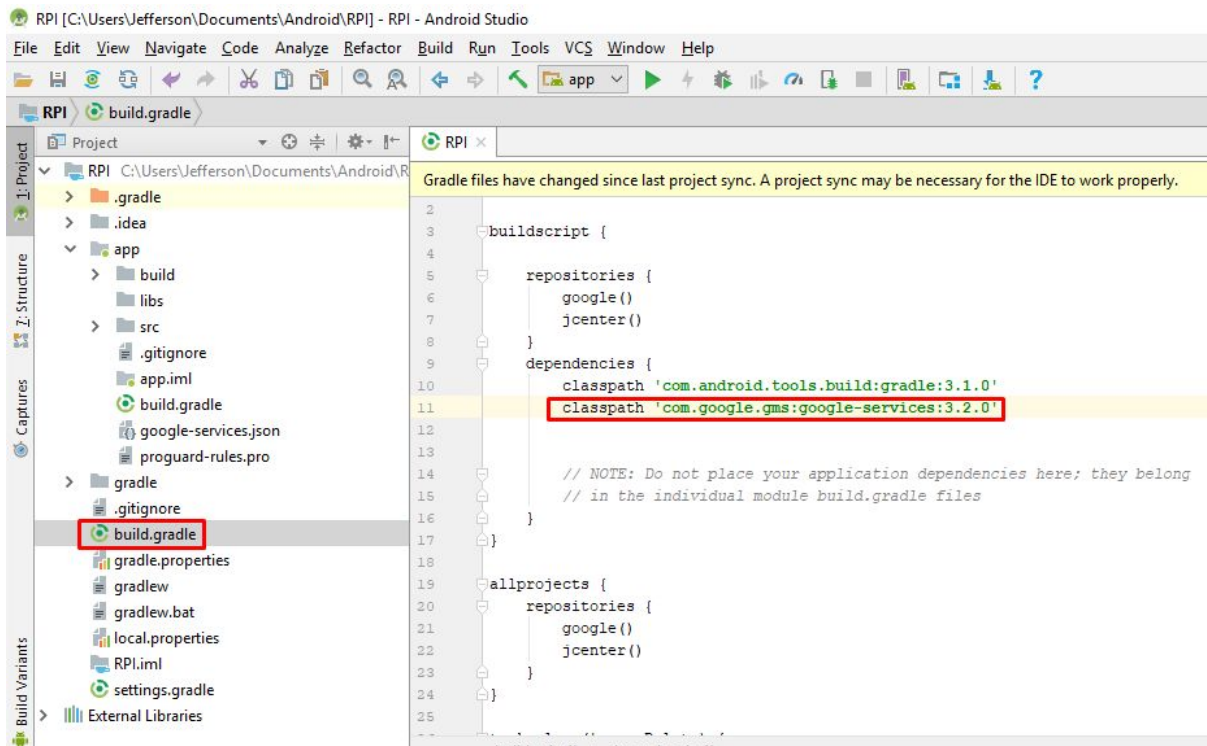 RPI [C:\Users\Jefferson\Documents\Android\RPI] - RPI - Android Studio
File Edit View Navigate Code Analyze Refactor Build Run Tools VCS Window Help
app
RPI build.gradle
Project
RPI
1: Project
7: Structure
Captures
Build Variants
RPI C:\Users\Jefferson\Documents\Android\R
.gradle
.idea
app
build
libs
src
.gitignore
app.iml
build.gradle
google-services.json
proguard-rules.pro
gradle
.gitignore
build.gradle
gradle.properties
gradlew
gradlew.bat
local.properties
RPI.iml
settings.gradle
External Libraries
Gradle files have changed since last project sync. A project sync may be necessary for the IDE to work properly.
2
3 buildscript {
4
5 repositories {
6 google()
7 jcenter()
8 }
9 dependencies {
10 classpath 'com.android.tools.build:gradle:3.1.0'
11 classpath 'com.google.gms:google-services:3.2.0'
12
13
14 // NOTE: Do not place your application dependencies here; they belong
15 // in the individual module build.gradle files
16 }
17 }
18
19 allprojects {
20 repositories {
21 google()
22 jcenter()
23 }
24 }
25